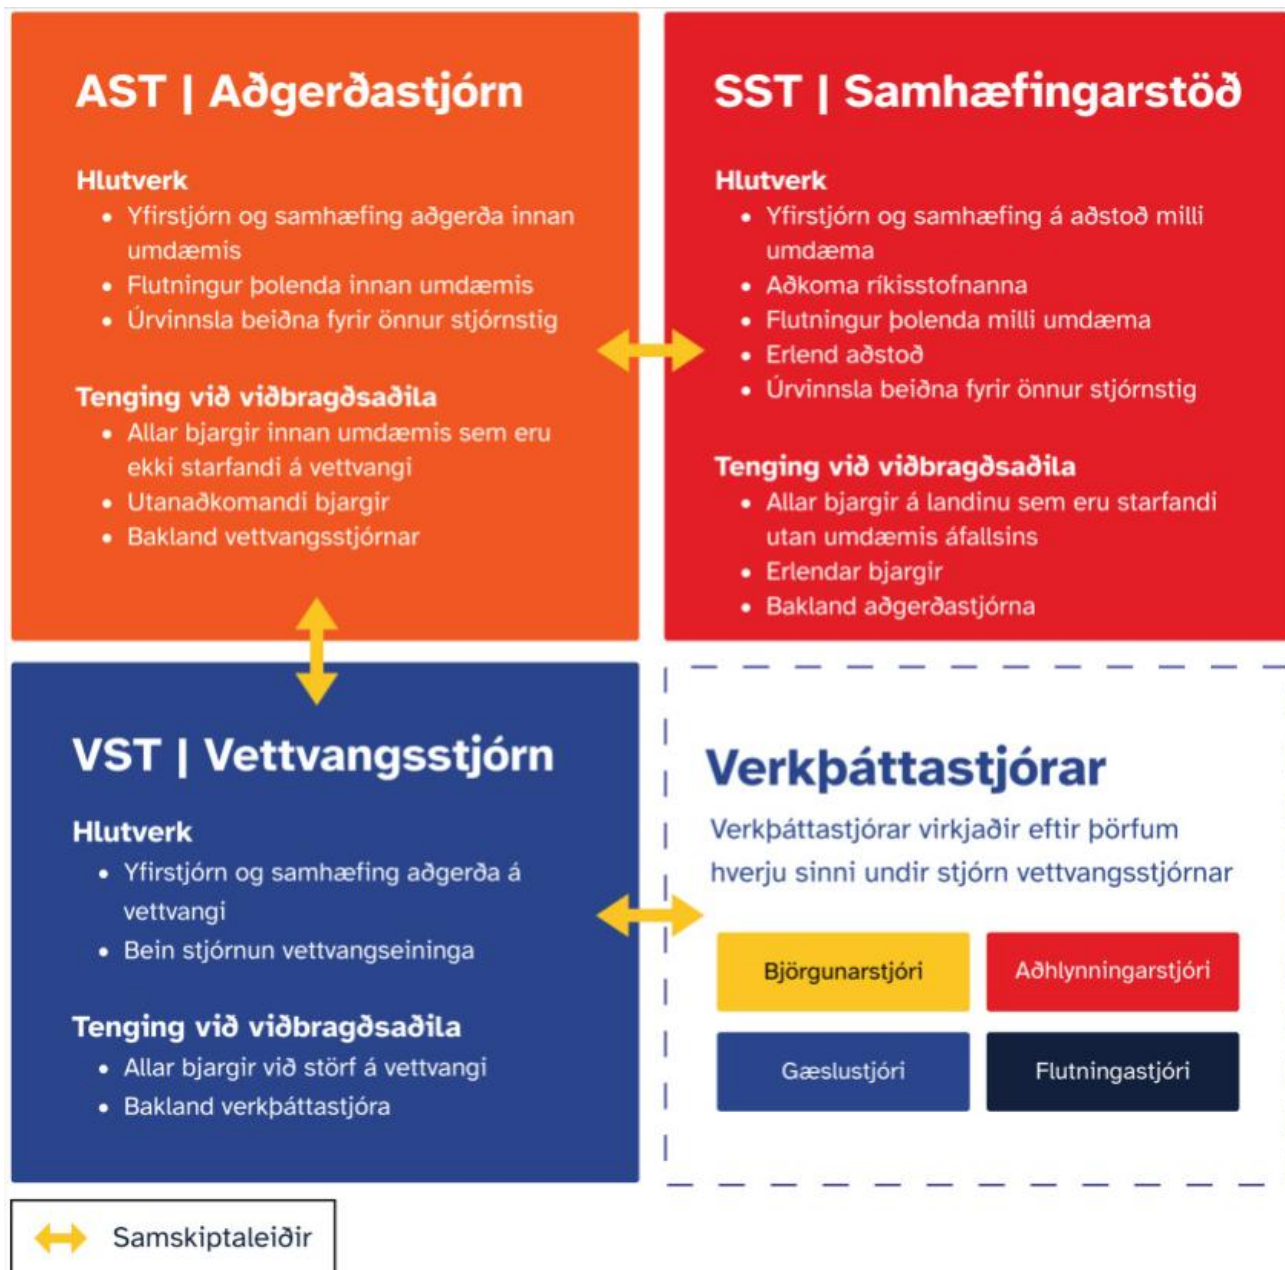 AST | Aðgerðastjórn
Hlutverk
• Yfirstjórn og samhæfing aðgerða innan
umdæmis
• Flutningur þolenda innan umdæmis
• Úrvinnsla beiðna fyrir önnur stjórnstig
Tenging við viðbragðsaðila
• Allar bjargir innan umdæmis sem eru
ekki starfandi á vettvangi
• Utanaðkomandi bjargir
• Bakland vettvangsstjórnar
SST | Samhæfingarstöð
Hlutverk
• Yfirstjórn og samhæfing á aðstoð milli
umdæma
• Aðkoma ríkisstofnanna
• Flutningur þolenda milli umdæma
• Erlend aðstoð
• Úrvinnsla beiðna fyrir önnur stjórnstig
Tenging við viðbragðsaðila
• Allar bjargir á landinu sem eru starfandi
utan umdæmis áfallsins
• Erlendar bjargir
• Bakland aðgerðastjórna
VST | Vettvangsstjórn
Hlutverk
• Yfirstjórn og samhæfing aðgerða á
vettvangi
• Bein stjórnun vettvangseininga
Tenging við viðbragðsaðila
• Allar bjargir við störf á vettvangi
• Bakland verkþáttastjóra
Verkþáttastjórar
Verkþáttastjórar virkjaðir eftir þörfum
hverju sinni undir stjórn vettvangsstjórnar
Björgunarstjóri
Aðhlynningarstjóri
Gæslustjóri
Flutningastjóri
Samskiptaleiðir